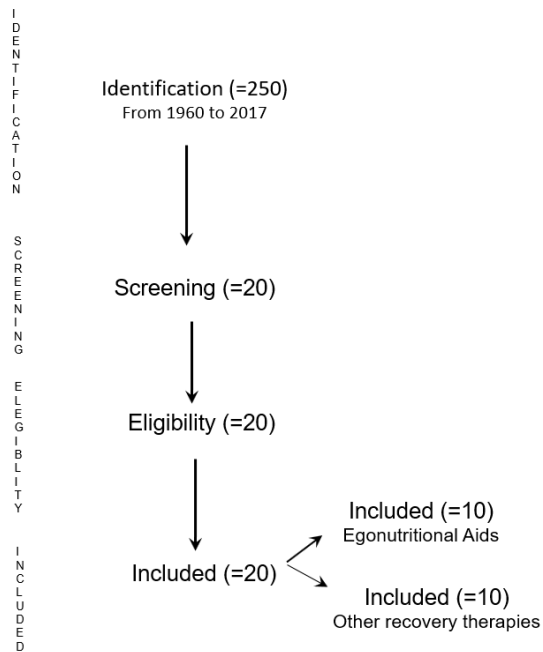 IDENTIFICATION
Identification (=250)
From 1960 to 2017
SCREENING
Screening (=20)
ELEGIBLITY
Eligibility (=20)
INCLUDED
Included (=20)
Included (=10)
Egonutritional Aids
Included (=10)
Other recovery therapies